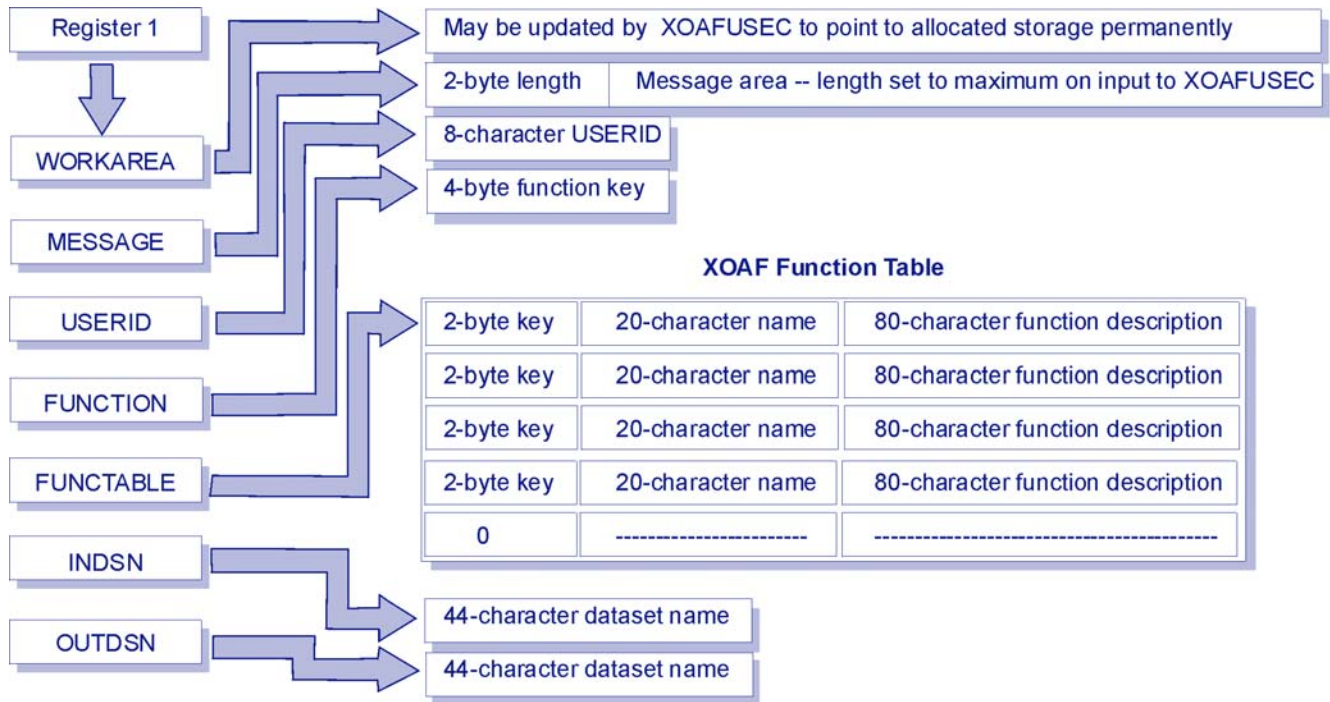 Register 1
May be updated by XOAFUSEC to point to allocated storage permanently
2-byte length Message area -- length set to maximum on input to XOAFUSEC
8-character USERID
WORKAREA
4-byte function key
MESSAGE
XOAF Function Table
USERID
2-byte key 20-character name 80-character function description
2-byte key 20-character name 80-character function description
FUNCTION
2-byte key 20-character name 80-character function description
FUNCTABLE
2-byte key 20-character name 80-character function description
0 ------------------------ -------------------------------------------
INDSN
44-character dataset name
OUTDSN
44-character dataset name